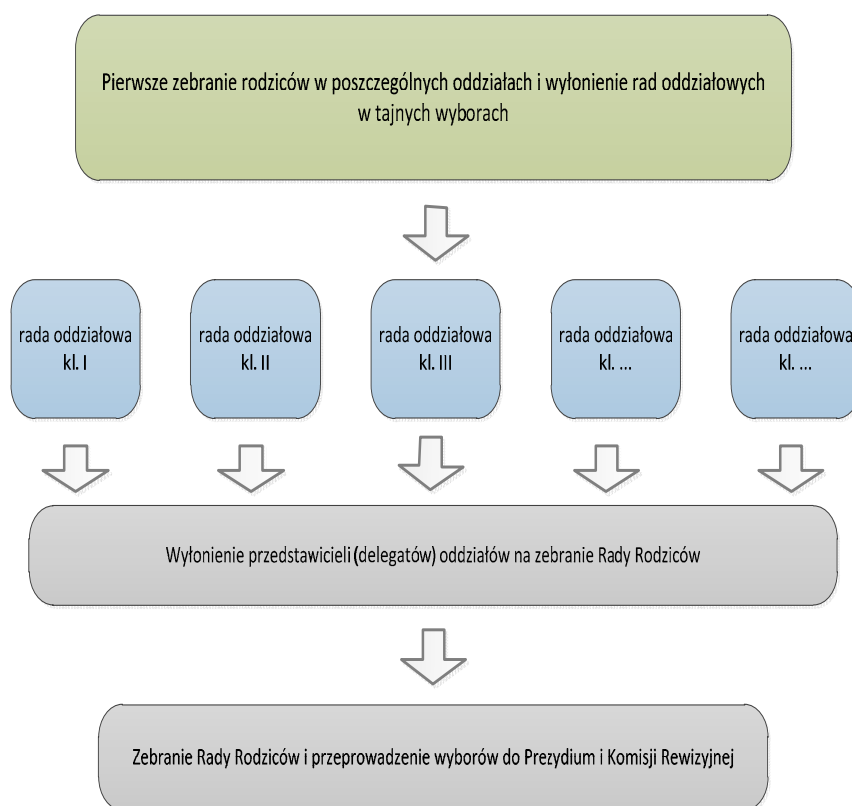 Pierwsze zebranie rodziców w poszczególnych oddziałach i wyłonienie rad oddziałowych
w tajnych wyborach
rada oddziałowa
kl. I
rada oddziałowa
kl. II
rada oddziałowa
kl. III
rada oddziałowa
kl. ...
rada oddziałowa
kl. ...
Wyłonienie przedstawicieli (delegatów) oddziałów na zebranie Rady Rodziców
Zebranie Rady Rodziców i przeprowadzenie wyborów do Prezydium i Komisji Rewizyjnej